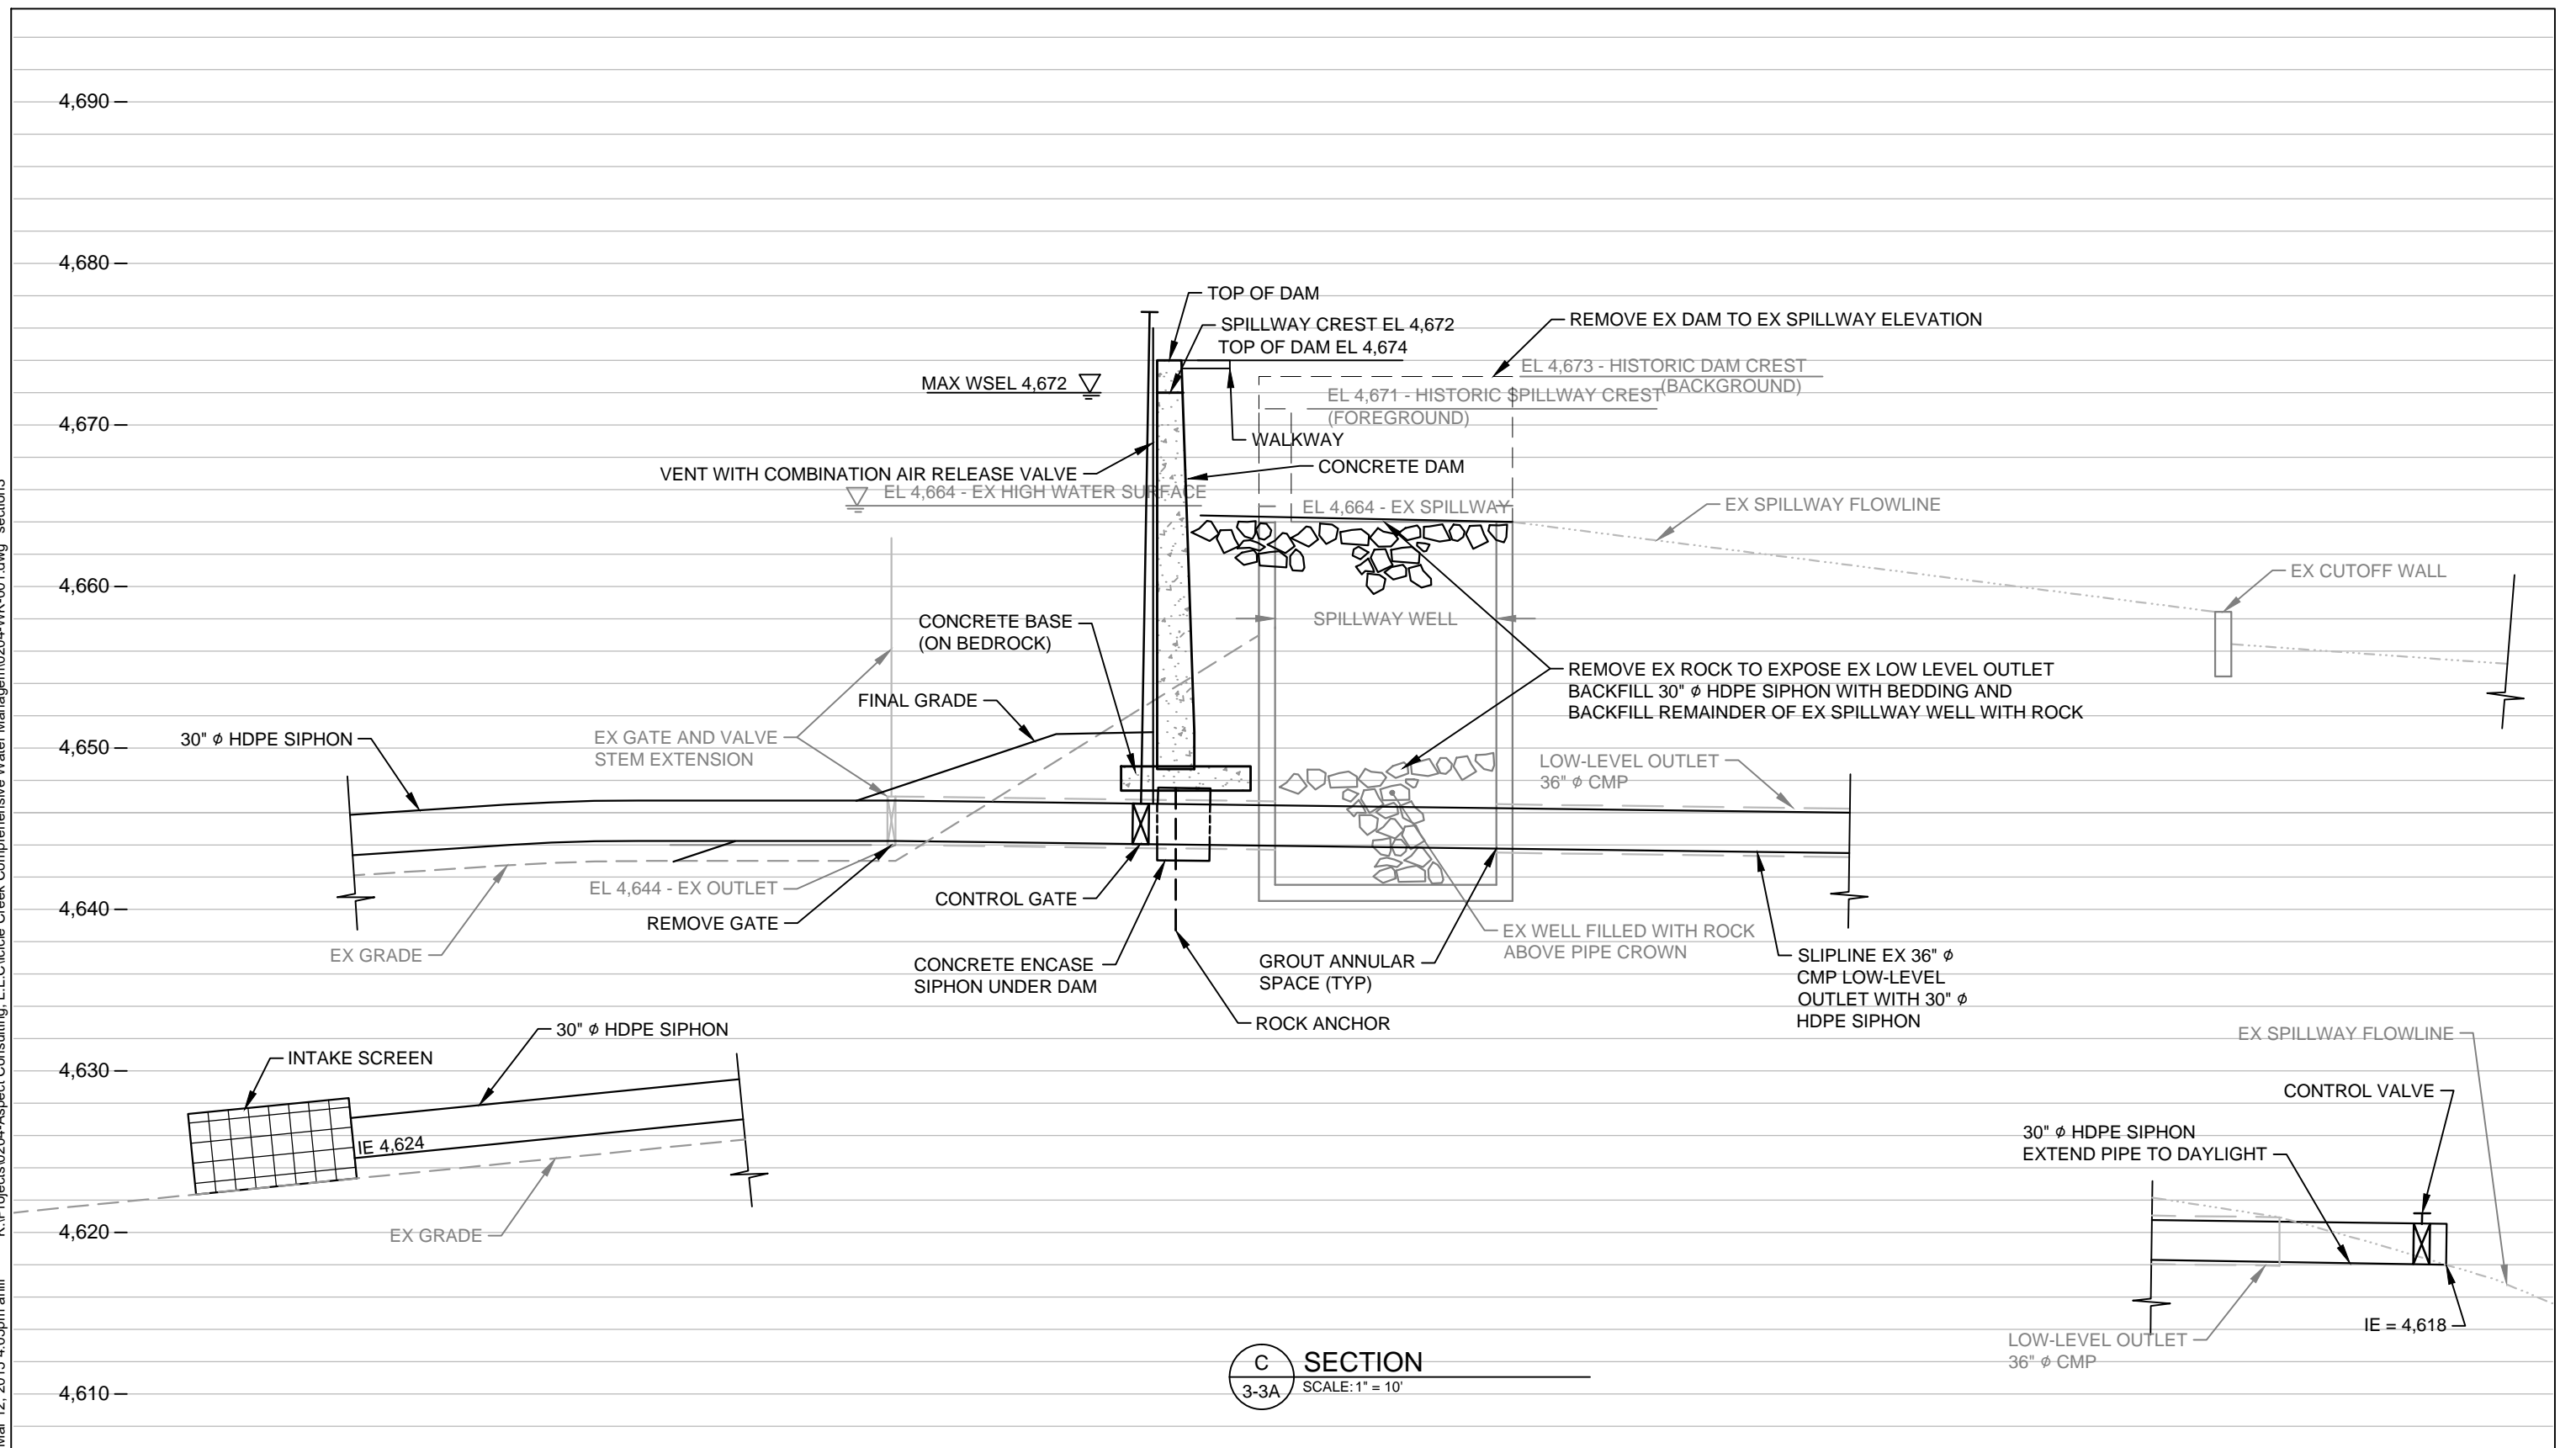 4,690
4,680
TOP OF DAM
SPILLWAY CREST EL 4,672
TOP OF DAM EL 4,674
REMOVE EX DAM TO EX SPILLWAY ELEVATION
EL 4,673 - HISTORIC DAM CREST
(BACKGROUND)
MAX WSEL 4,672
EL 4,671 - HISTORIC SPILLWAY CREST
(FOREGROUND)
4,670
WALKWAY
CONCRETE DAM
VENT WITH COMBINATION AIR RELEASE VALVE
EL 4,664 - EX HIGH WATER SURFACE
EL 4,664 - EX SPILLWAY
EX SPILLWAY FLOWLINE
4,660
EX CUTOFF WALL
CONCRETE BASE
(ON BEDROCK)
SPILLWAY WELL
REMOVE EX ROCK TO EXPOSE EX LOW LEVEL OUTLET
BACKFILL 30" ϕ HDPE SIPHON WITH BEDDING AND
BACKFILL REMAINDER OF EX SPILLWAY WELL WITH ROCK
FINAL GRADE
30" ϕ HDPE SIPHON
4,650
EX GATE AND VALVE
STEM EXTENSION
LOW-LEVEL OUTLET
36" ϕ CMP
EL 4,644 - EX OUTLET
CONTROL GATE
4,640
REMOVE GATE
EX GRADE
EX WELL FILLED WITH ROCK
ABOVE PIPE CROWN
CONCRETE ENCASE
SIPHON UNDER DAM
GROUT ANNULAR
SPACE (TYP)
SLIPLINE EX 36" ϕ
CMP LOW-LEVEL
OUTLET WITH 30" ϕ
HDPE SIPHON
ROCK ANCHOR
30" ϕ HDPE SIPHON
INTAKE SCREEN
4,630
EX SPILLWAY FLOWLINE
CONTROL VALVE
IE 4,624
30" ϕ HDPE SIPHON
EXTEND PIPE TO DAYLIGHT
4,620
EX GRADE
IE = 4,618
LOW-LEVEL OUTLET
36" ϕ CMP
C
3-3A
SECTION
SCALE: 1" = 10'
4,610